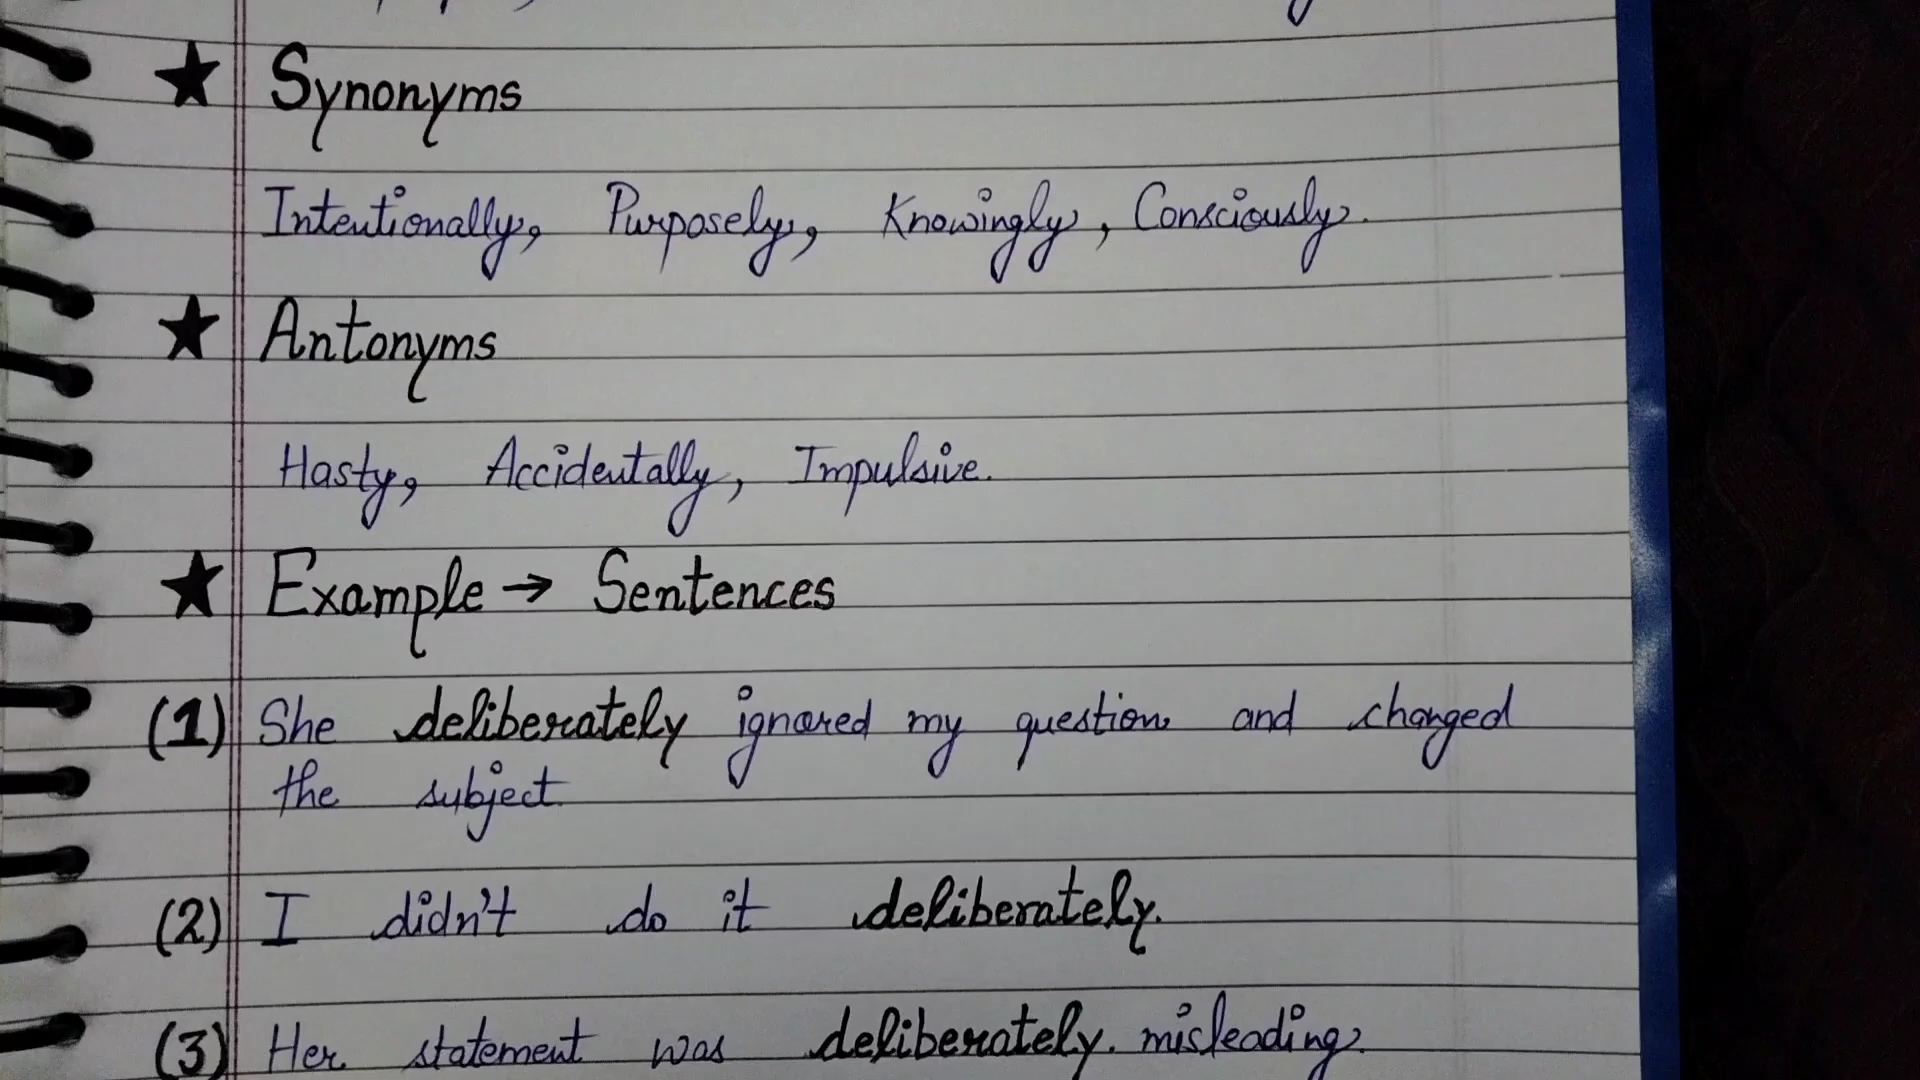 ★ Synonyms
Intentionally, Purposely, Knowingly, Consciously.
★ Antonyms
Hasty, Accidentally, Impulsive.
★ Example → Sentences
(1) She deliberately ignored my question and changed
the subject.
(2) I didn't do it deliberately.
(3) Her statement was deliberately misleading.